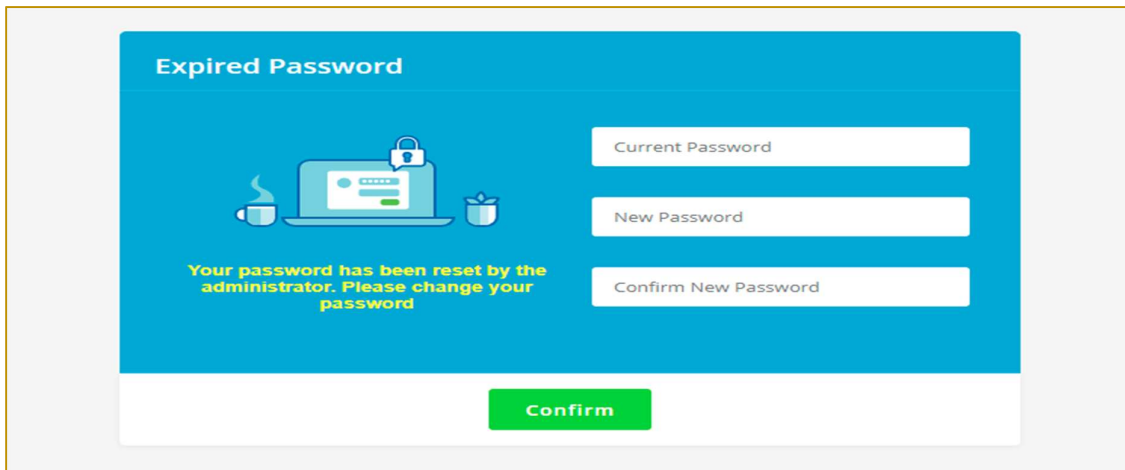 Expired Password
Current Password
New Password
Your password has been reset by the
administrator. Please change your
password
Confirm New Password
Confirm